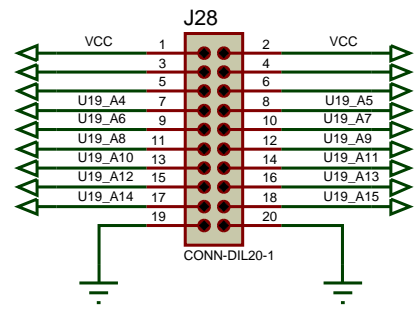 J28
VCC 1 2 VCC
3 4
5 6
U19_A4 7 8 U19_A5
U19_A6 9 10 U19_A7
U19_A8 11 12 U19_A9
U19_A10 13 14 U19_A11
U19_A12 15 16 U19_A13
U19_A14 17 18 U19_A15
19 20
CONN-DIL20-1